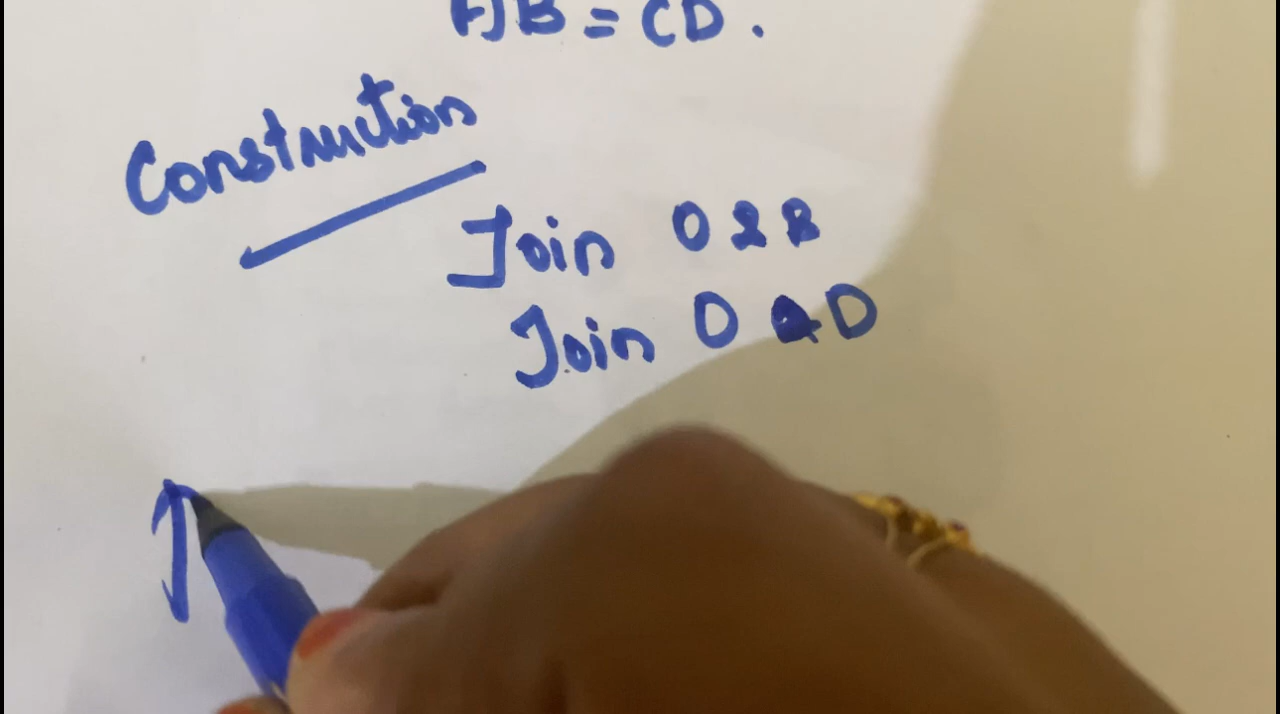 AB = CD.
Construction
Join O & B
Join O & D